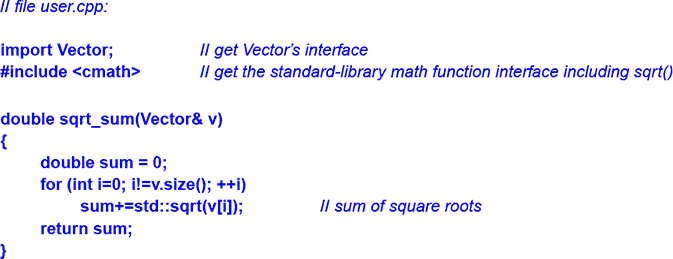 // file user.cpp:
import Vector; // get Vector’s interface
#include <cmath> // get the standard-library math function interface including sqrt()
double sqrt_sum(Vector& v)
{
double sum = 0;
for (int i=0; i!=v.size(); ++i)
sum+=std::sqrt(v[i]); // sum of square roots
return sum;
}